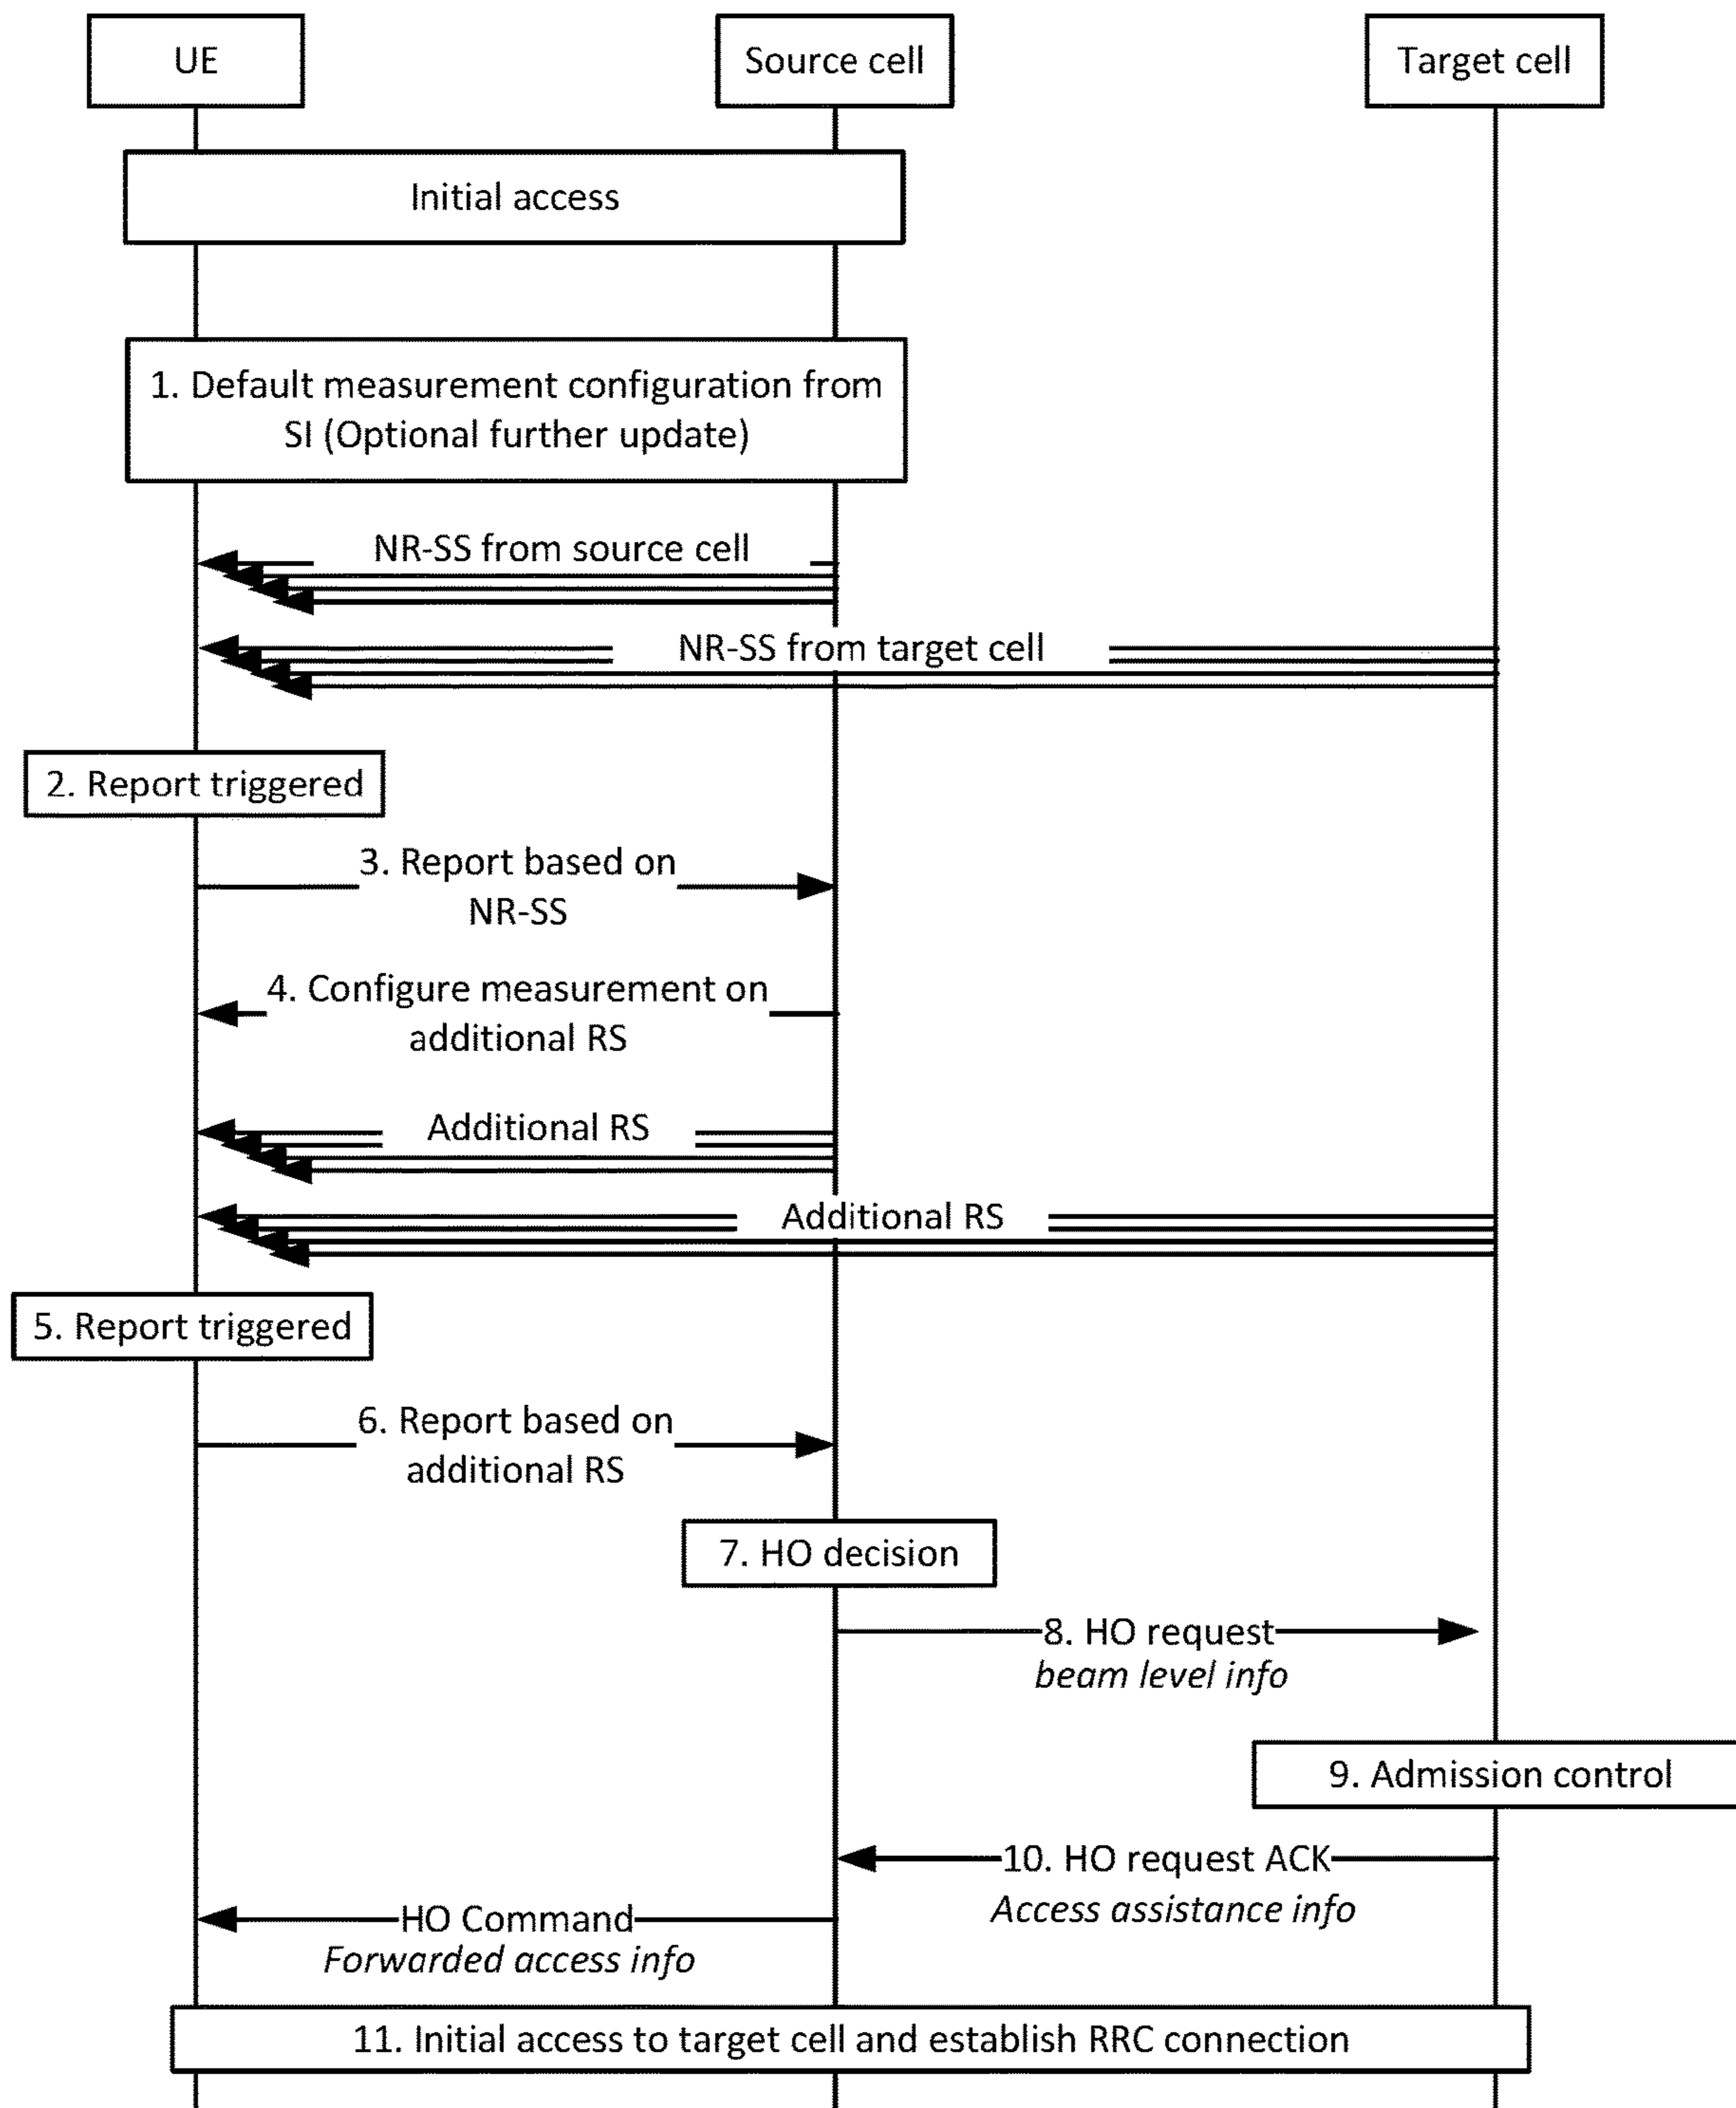 UE
Source cell
Target cell
Initial access
1. Default measurement configuration from
SI (Optional further update)
NR-SS from source cell
NR-SS from target cell
2. Report triggered
3. Report based on
NR-SS
4. Configure measurement on
additional RS
Additional RS
Additional RS
5. Report triggered
6. Report based on
additional RS
7. HO decision
8. HO request
beam level info
9. Admission control
10. HO request ACK
Access assistance info
HO Command
Forwarded access info
11. Initial access to target cell and establish RRC connection